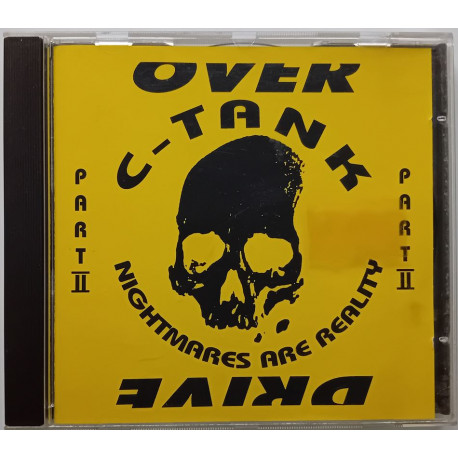 OVER
C-TANK
PART II
PART II
NIGHTMARES ARE REALITY
DRIVE